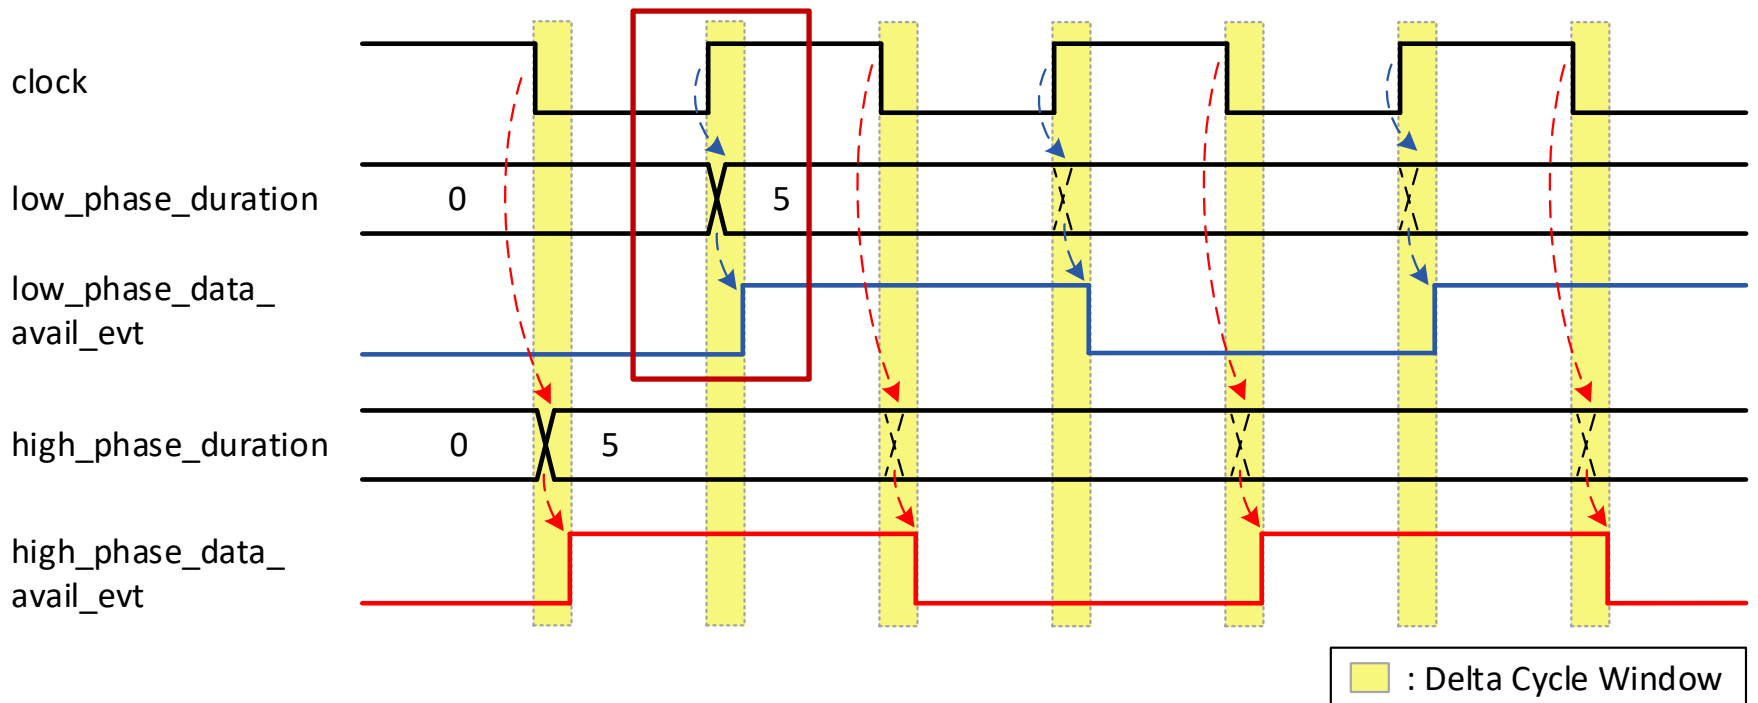 clock
low_phase_duration
0
5
low_phase_data_
avail_evt
high_phase_duration
0
5
high_phase_data_
avail_evt
: Delta Cycle Window